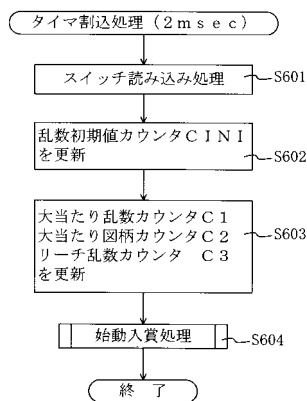 タイマ割込処理(2msec)
スイッチ読み込み処理
S601
乱数初期値カウンタCINI
を更新
S602
大当たり乱数カウンタC1
大当たり図柄カウンタC2
リーチ乱数カウンタ C3
を更新
S603
始動入賞処理
S604
終 了